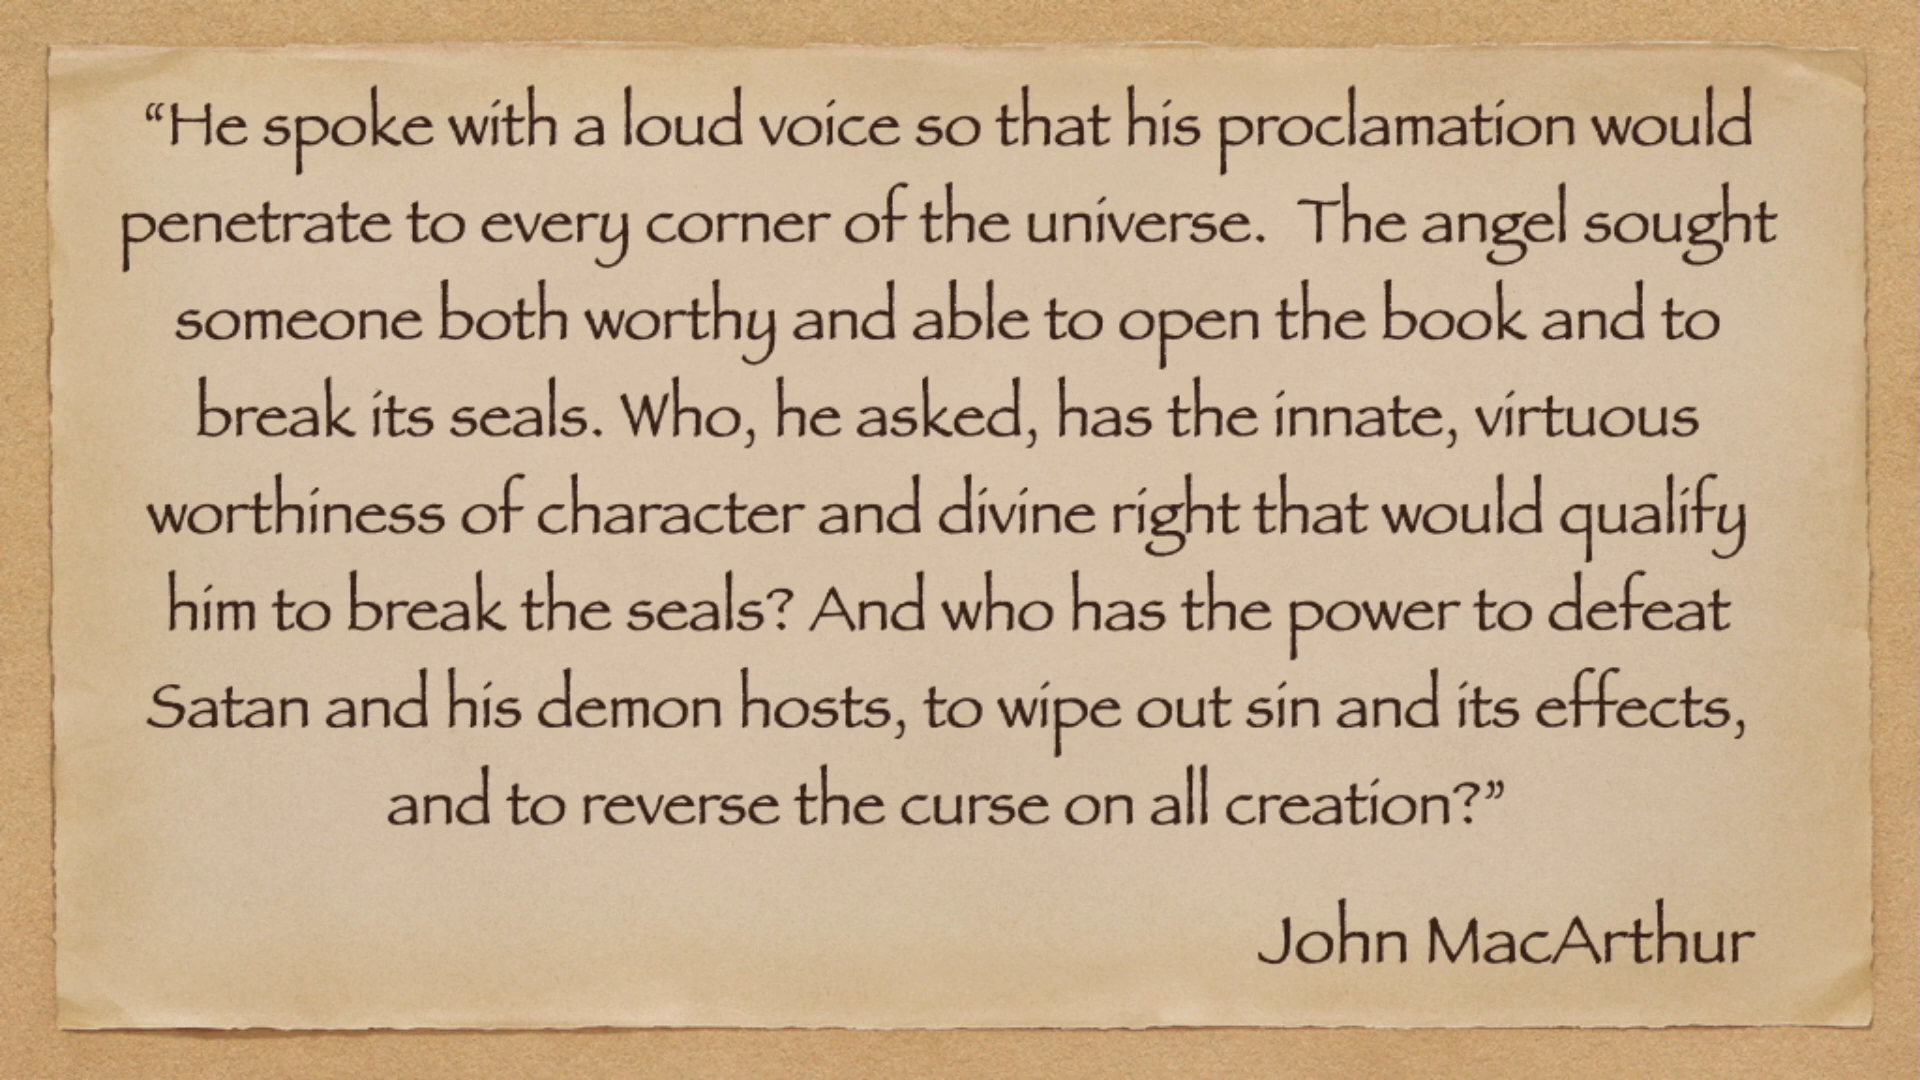 “He spoke with a loud voice so that his proclamation would
penetrate to every corner of the universe.  The angel sought
someone both worthy and able to open the book and to
break its seals. Who, he asked, has the innate, virtuous
worthiness of character and divine right that would qualify
him to break the seals? And who has the power to defeat
Satan and his demon hosts, to wipe out sin and its effects,
and to reverse the curse on all creation?”
John MacArthur